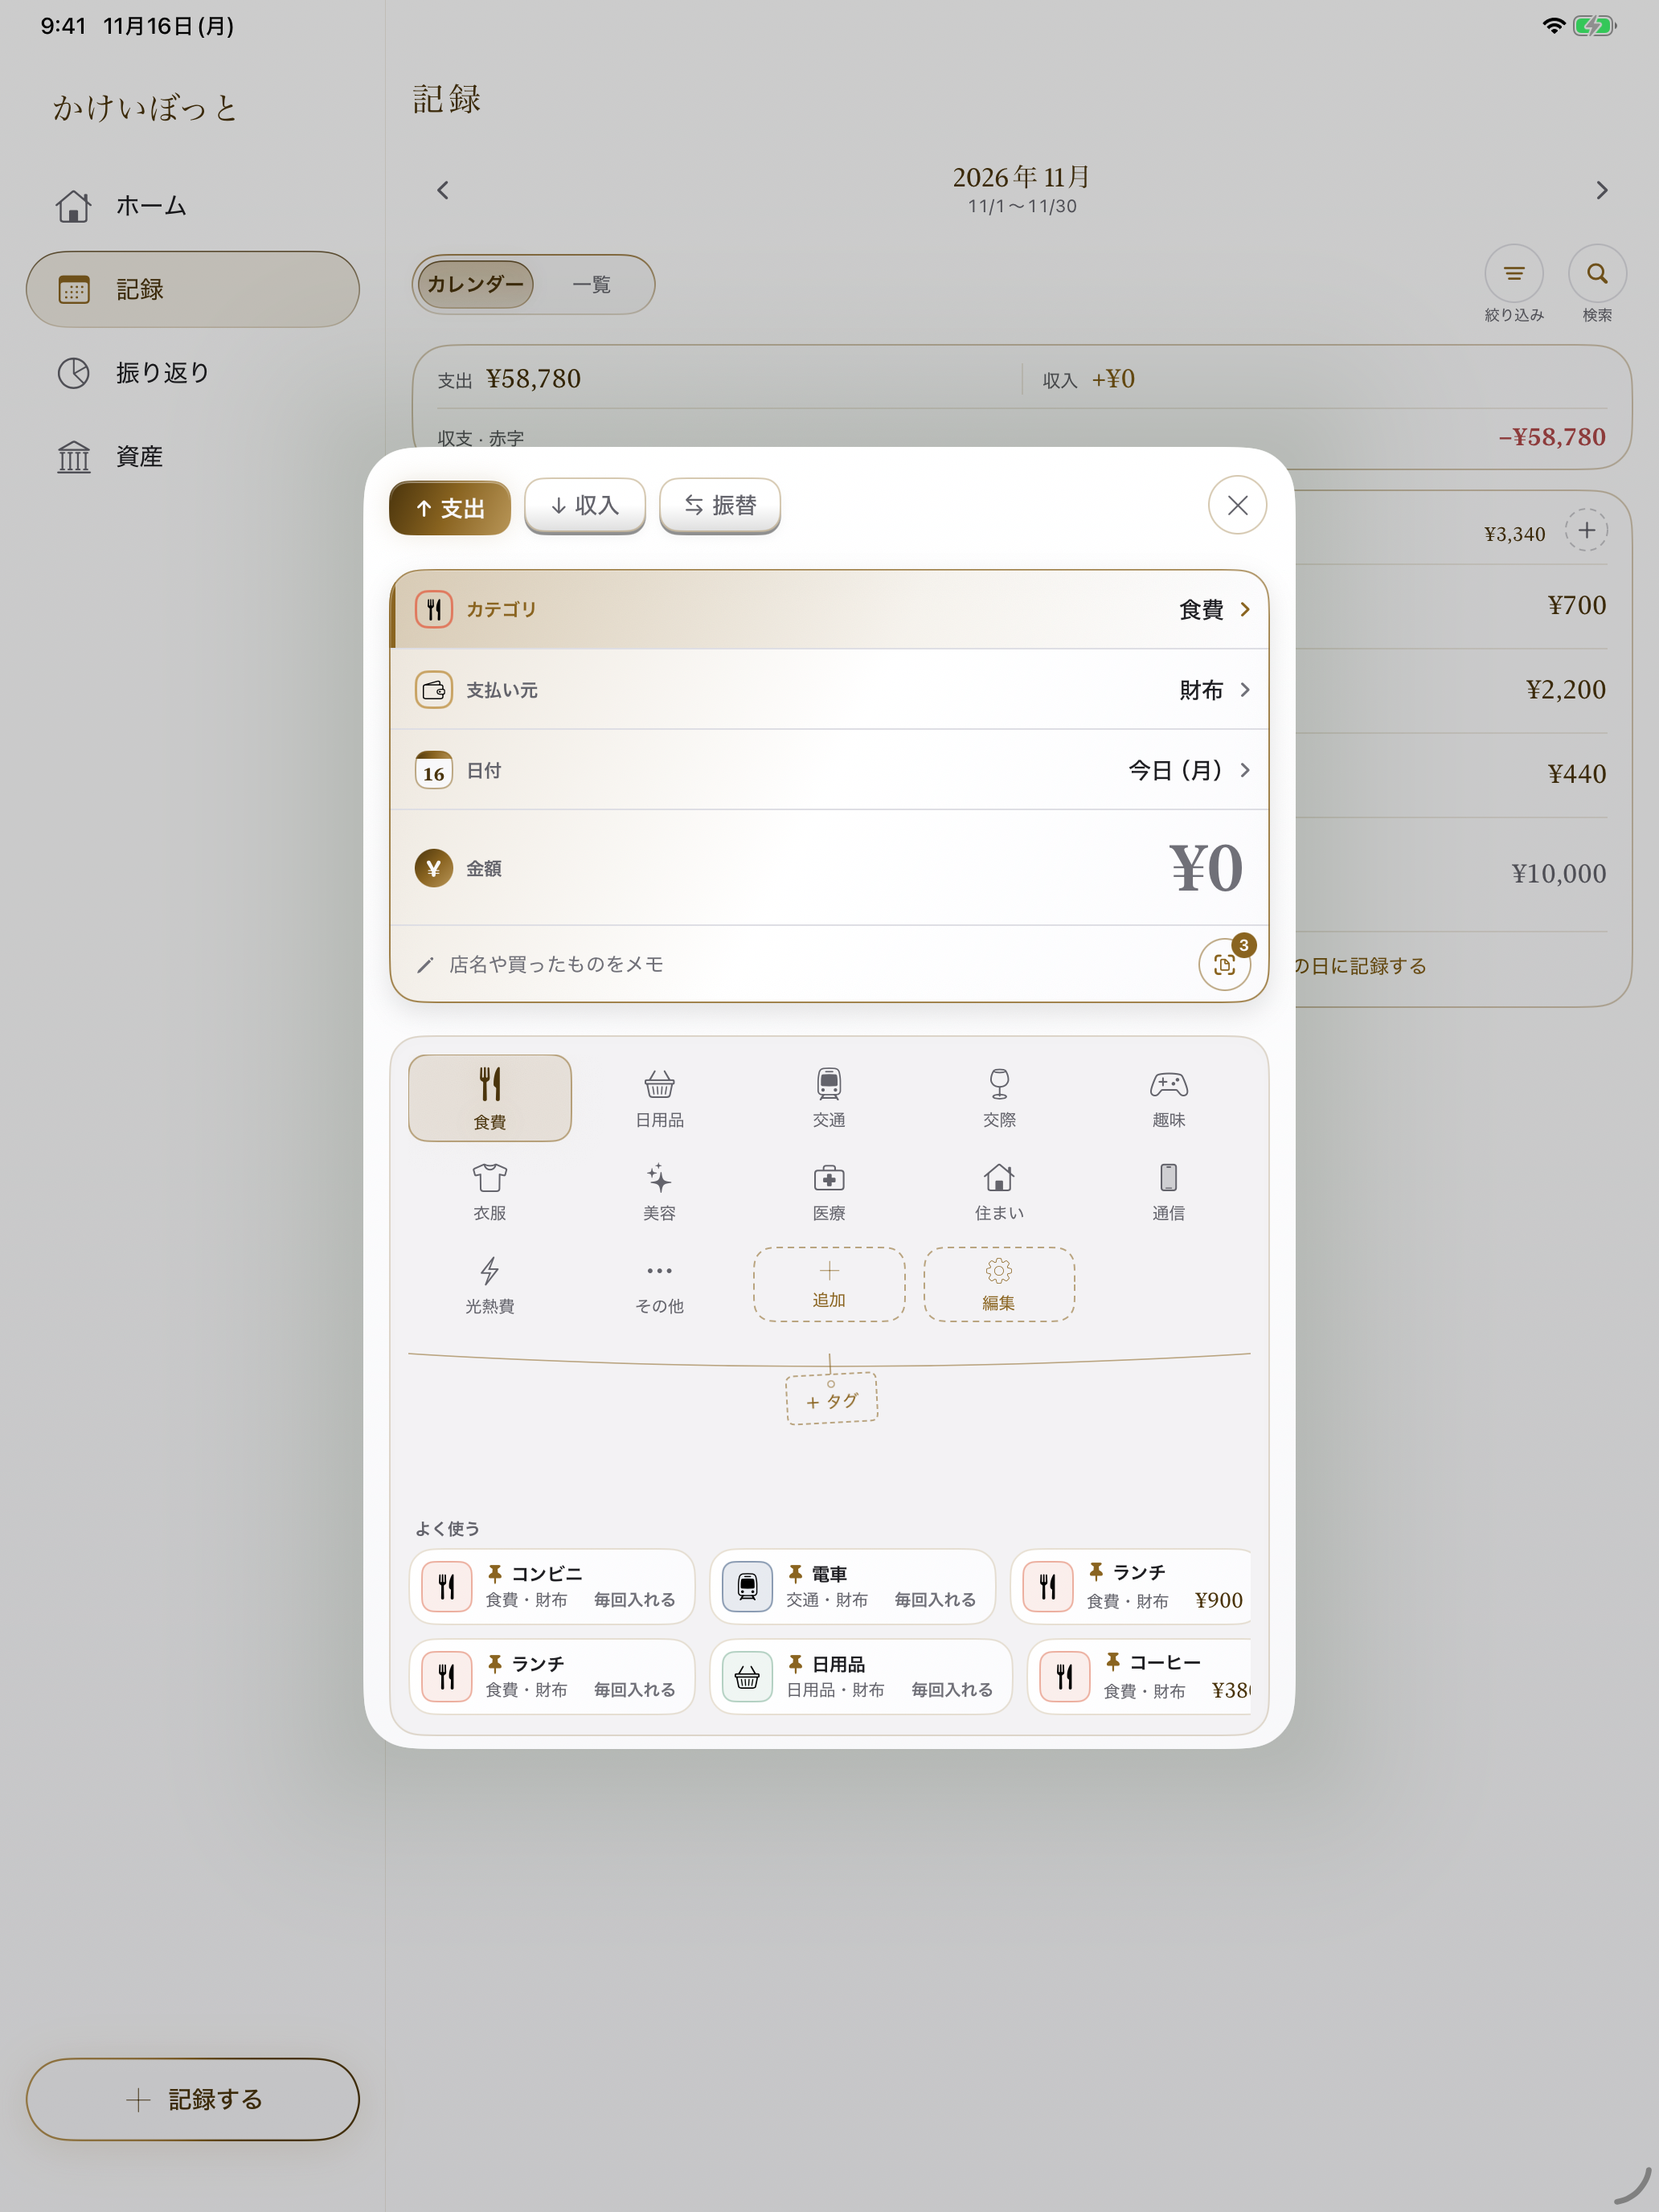 9:41 11月16日(月)
かけいぼっと
ホーム
記録
振り返り
資産
記録する
記録
2026年 11月
11/1〜11/30
カレンダー 一覧
絞り込み 検索
支出 ¥58,780 収入 +¥0
収支・赤字 −¥58,780
¥3,340
¥700
¥2,200
¥440
¥10,000
の日に記録する
支出 収入 振替
カテゴリ 食費
支払い元 財布
16 日付 今日 (月)
¥ 金額 ¥0
店名や買ったものをメモ 3
食費 日用品 交通 交際 趣味
衣服 美容 医療 住まい 通信
光熱費 その他 追加 編集
+ タグ
よく使う
コンビニ
食費・財布 毎回入れる
電車
交通・財布 毎回入れる
ランチ
食費・財布 ¥900
ランチ
食費・財布 毎回入れる
日用品
日用品・財布 毎回入れる
コーヒー
食費・財布 ¥380